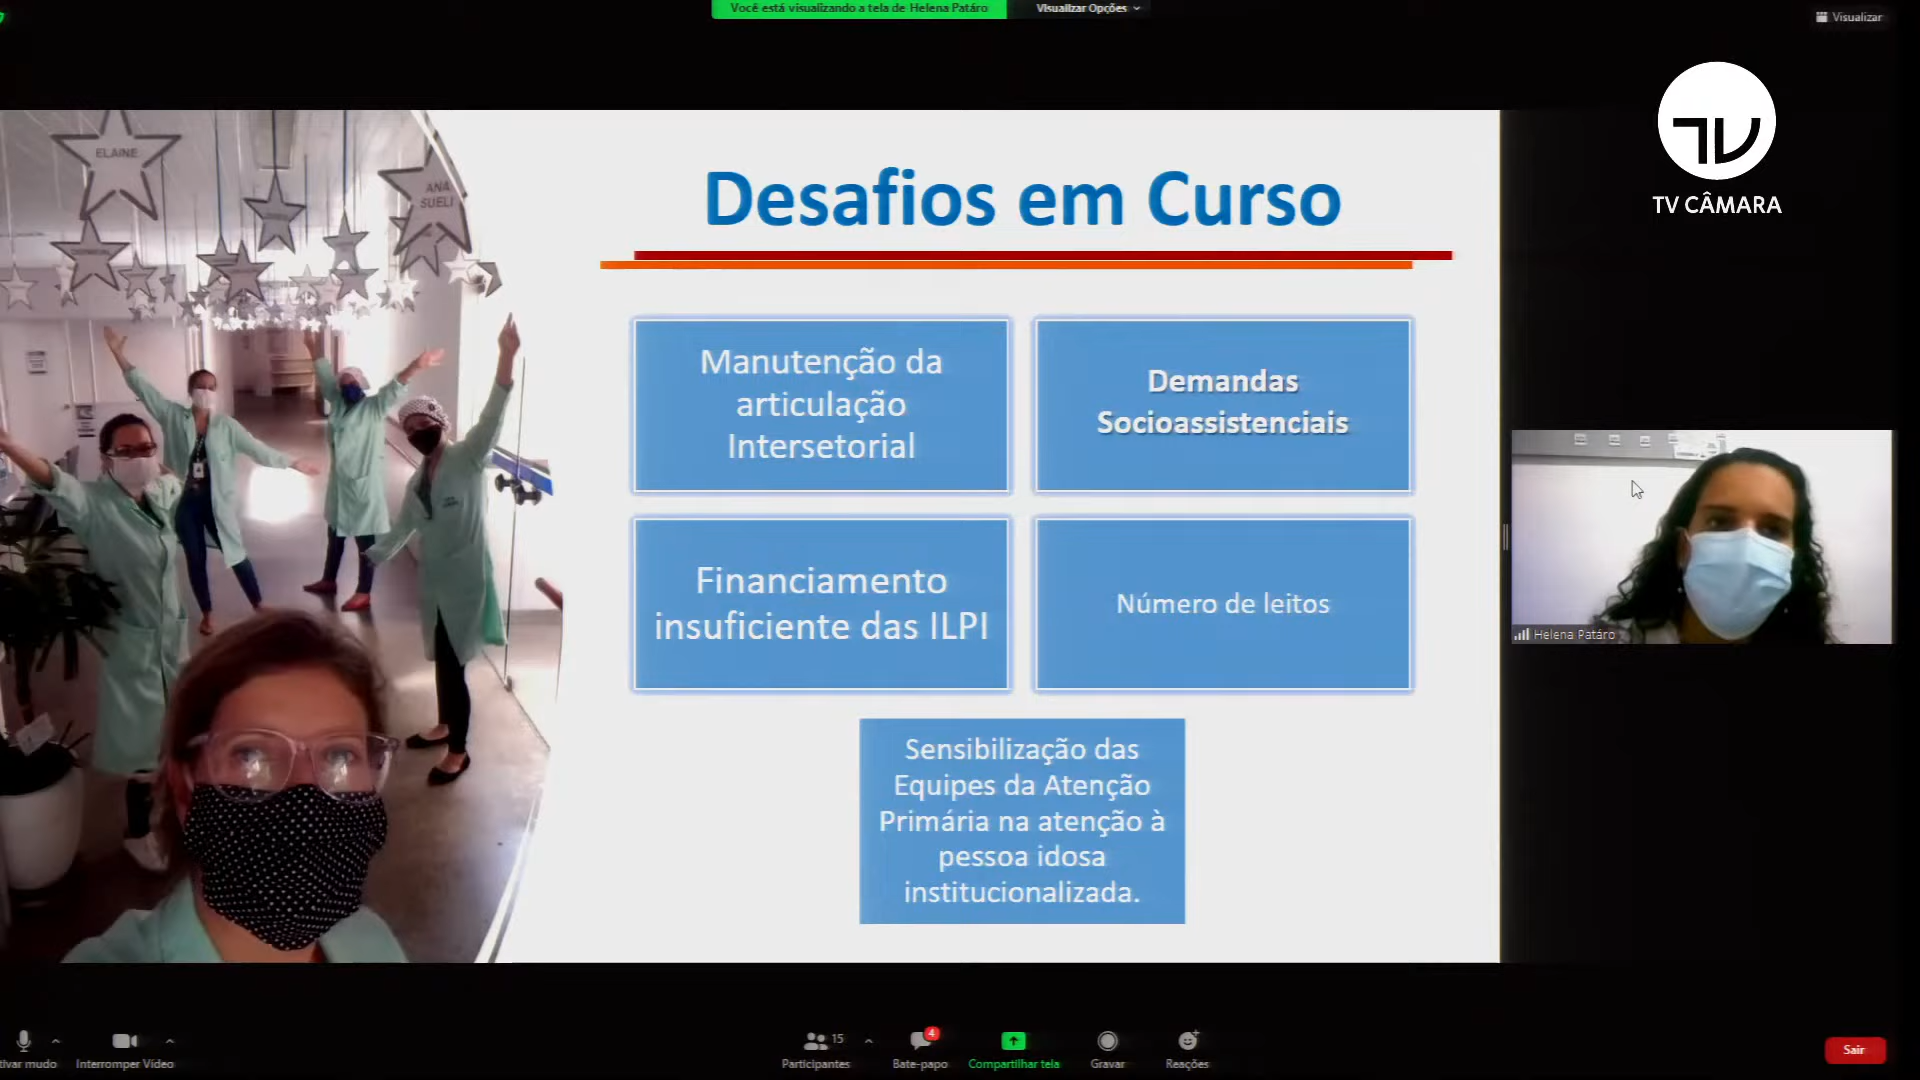 Você está visualizando a tela de Helena Patáro
Visualizar Opções
Visualizar
TV CÂMARA
ELAINE
ANA
SUELI
Desafios em Curso
Manutenção da
articulação
Intersetorial
Demandas
Socioassistenciais
Financiamento
insuficiente das ILPI
Número de leitos
Sensibilização das
Equipes da Atenção
Primária na atenção à
pessoa idosa
institucionalizada.
Helena Patáro
tivar mudo
Interromper Vídeo
15
Participantes
4
Bate-papo
Compartilhar tela
Gravar
Reações
Sair